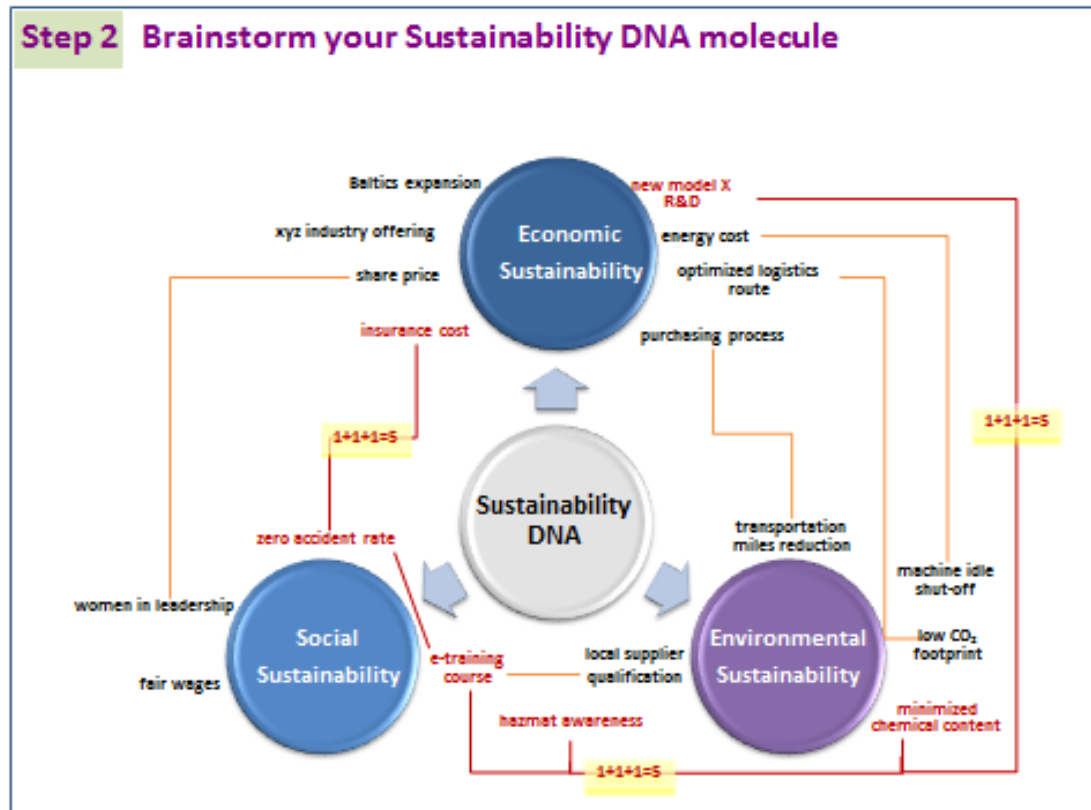 Step 2 Brainstorm your Sustainability DNA molecule
Baltics expansion
new model X
R&D
xyz industry offering
Economic
Sustainability
energy cost
share price
optimized logistics
route
insurance cost
purchasing process
1+1+1=5
1+1+1=5
Sustainability
DNA
zero accident rate
transportation
miles reduction
machine idle
shut-off
women in leadership
Social
Sustainability
fair wages
e-training
course
local supplier
qualification
Environmental
Sustainability
low CO₂
footprint
hazmat awareness
minimized
chemical content
1+1+1=5